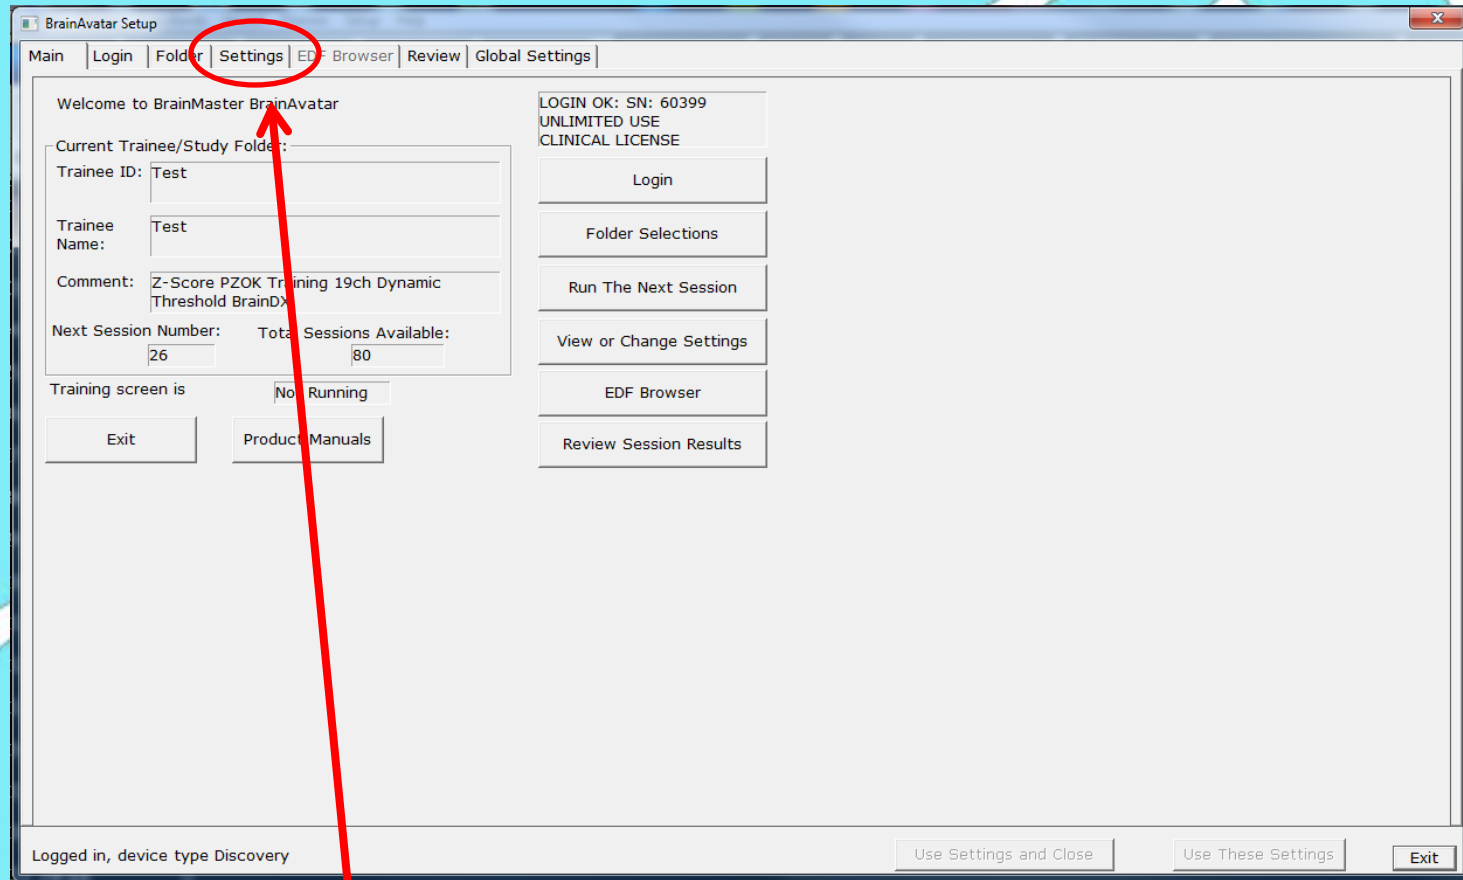 BrainAvatar Setup
Main Login Folder Settings EDF Browser Review Global Settings
Welcome to BrainMaster BrainAvatar
Current Trainee/Study Folder:
Trainee ID: Test
Trainee Name: Test
Comment: Z-Score PZOK Training 19ch Dynamic
Threshold BrainDX
Next Session Number: Total Sessions Available:
26 80
Training screen is Not Running
Exit Product Manuals
LOGIN OK: SN: 60399
UNLIMITED USE
CLINICAL LICENSE
Login
Folder Selections
Run The Next Session
View or Change Settings
EDF Browser
Review Session Results
Logged in, device type Discovery
Use Settings and Close Use These Settings Exit